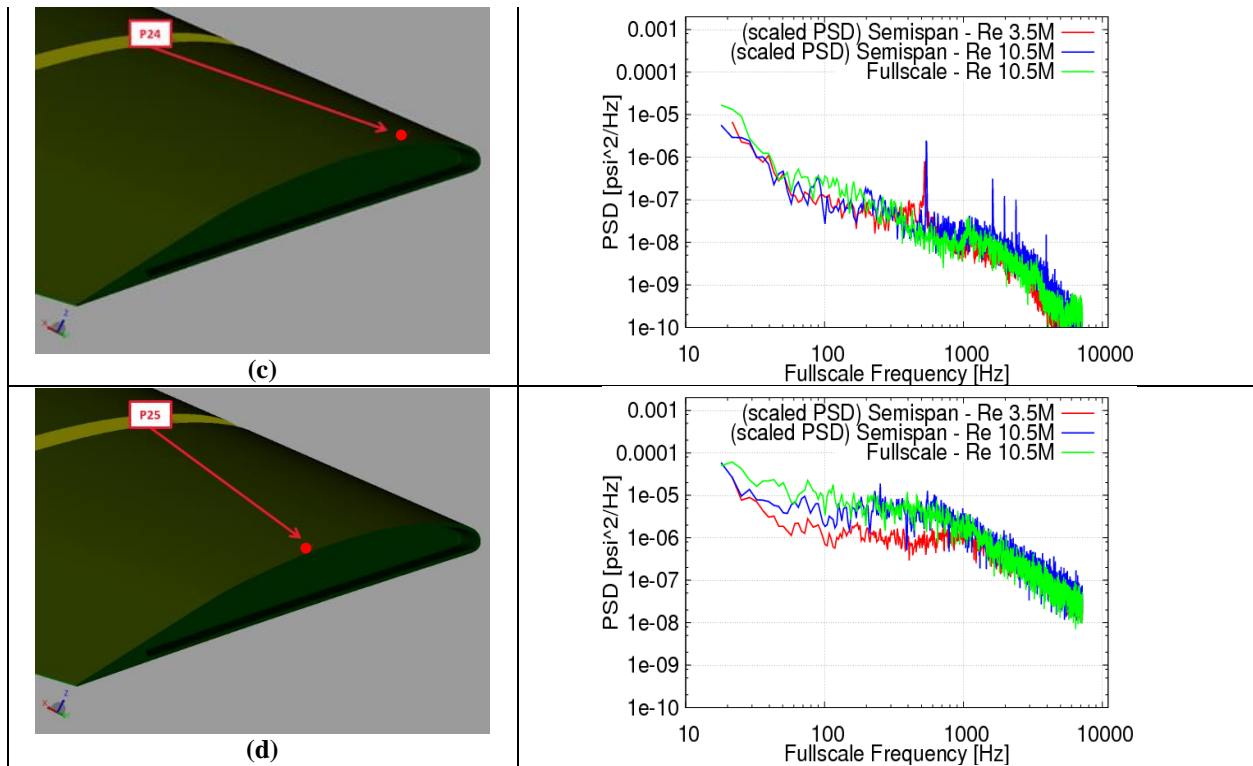 P24
X
Z
Y
(c)
PSD [psi^2/Hz]
0.001
0.0001
1e-05
1e-06
1e-07
1e-08
1e-09
1e-10
(scaled PSD) Semispan - Re 3.5M
(scaled PSD) Semispan - Re 10.5M
Fullscale - Re 10.5M
10 100 1000 10000
Fullscale Frequency [Hz]
P25
X
Z
Y
(d)
PSD [psi^2/Hz]
0.001
0.0001
1e-05
1e-06
1e-07
1e-08
1e-09
1e-10
(scaled PSD) Semispan - Re 3.5M
(scaled PSD) Semispan - Re 10.5M
Fullscale - Re 10.5M
10 100 1000 10000
Fullscale Frequency [Hz]